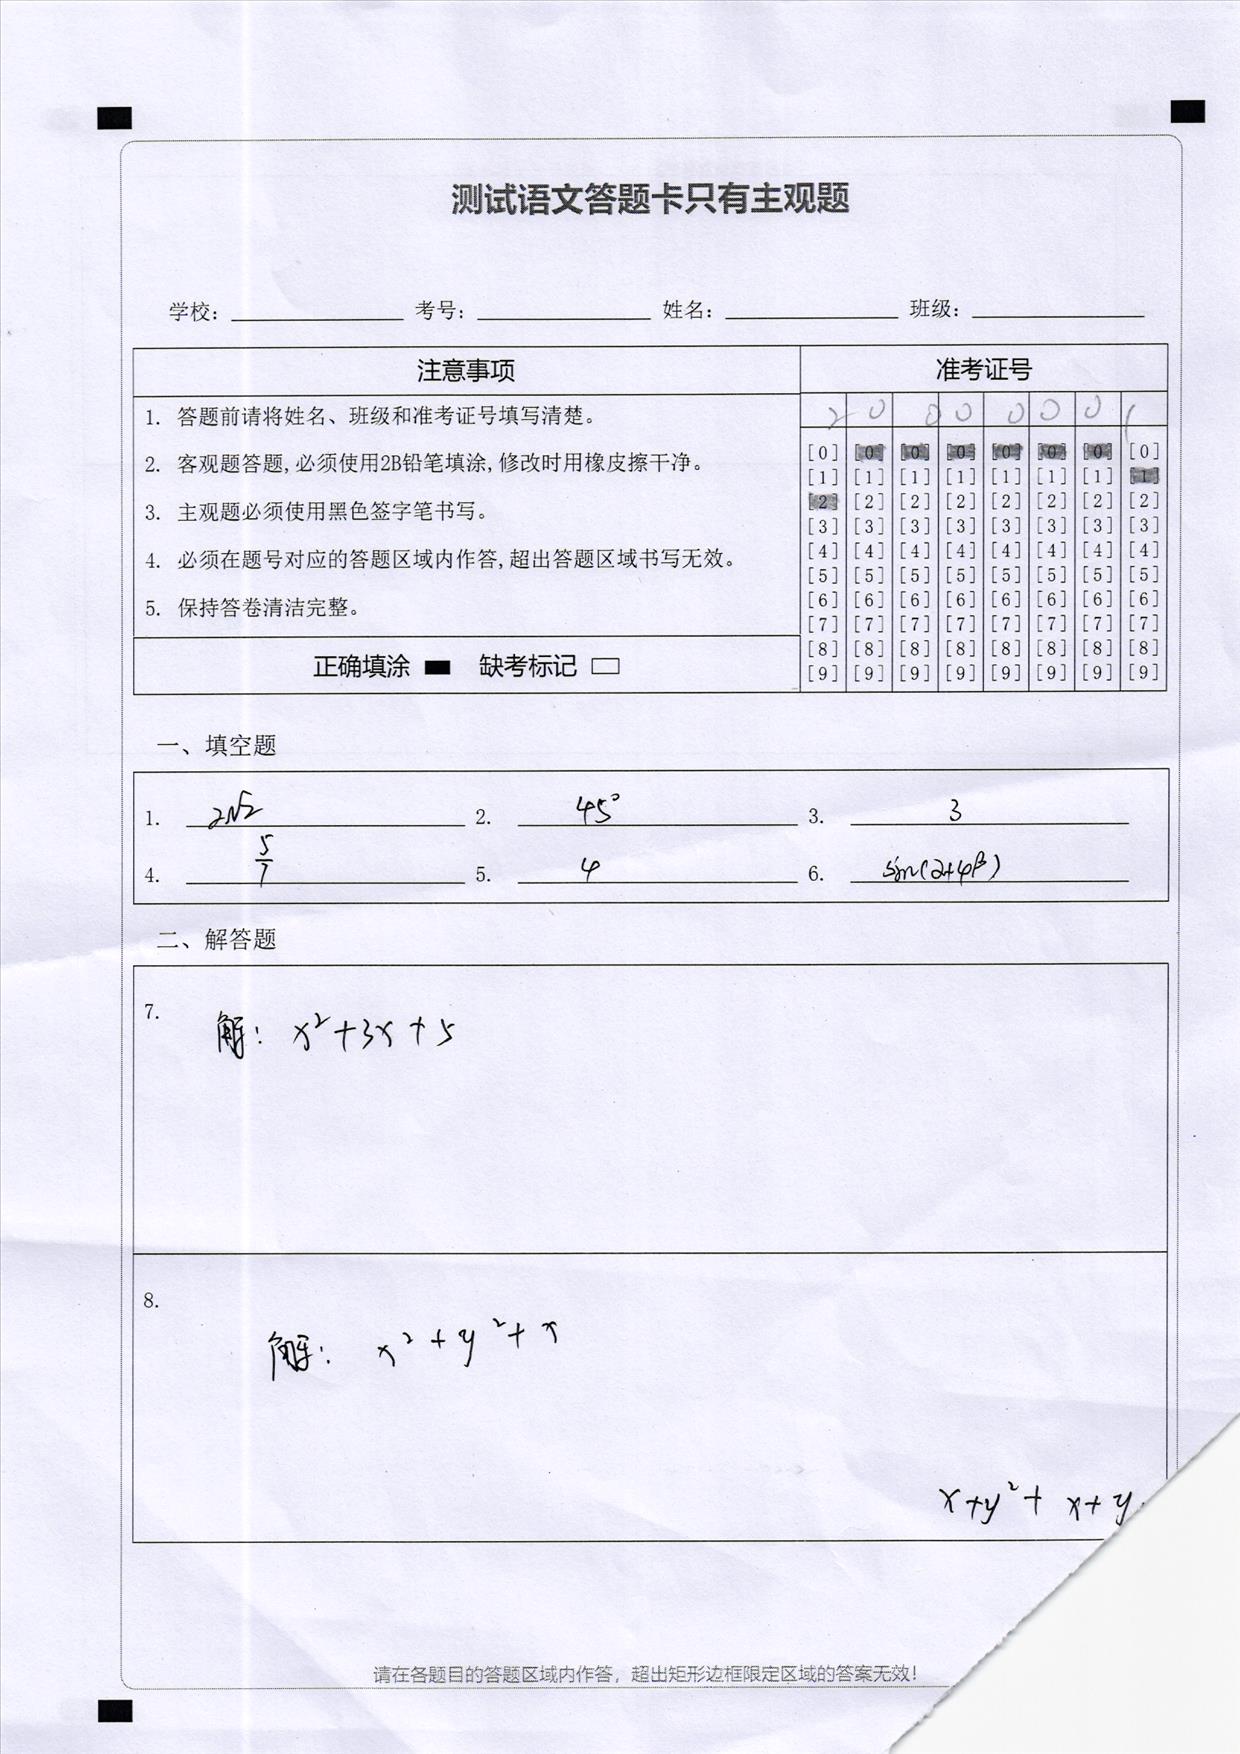 测试语文答题卡只有主观题
学校: 考号: 姓名: 班级:
注意事项 准考证号
2 0 0 0 0 0 0 1
1. 答题前请将姓名、班级和准考证号填写清楚。
2. 客观题答题,必须使用2B铅笔填涂,修改时用橡皮擦干净。
3. 主观题必须使用黑色签字笔书写。
4. 必须在题号对应的答题区域内作答,超出答题区域书写无效。
5. 保持答卷清洁完整。
正确填涂 缺考标记
[0] [0] [0] [0] [0] [0] [0] [0]
[1] [1] [1] [1] [1] [1] [1] [1]
[2] [2] [2] [2] [2] [2] [2] [2]
[3] [3] [3] [3] [3] [3] [3] [3]
[4] [4] [4] [4] [4] [4] [4] [4]
[5] [5] [5] [5] [5] [5] [5] [5]
[6] [6] [6] [6] [6] [6] [6] [6]
[7] [7] [7] [7] [7] [7] [7] [7]
[8] [8] [8] [8] [8] [8] [8] [8]
[9] [9] [9] [9] [9] [9] [9] [9]
一、填空题
1. 2√2 2. 45° 3. 3
4. 5/7 5. 4 6. sin(2+4β)
二、解答题
7.
解: x²+3x+5
8.
解: x²+y²+x
x+y²+ x+y
请在各题目的答题区域内作答，超出矩形边框限定区域的答案无效!